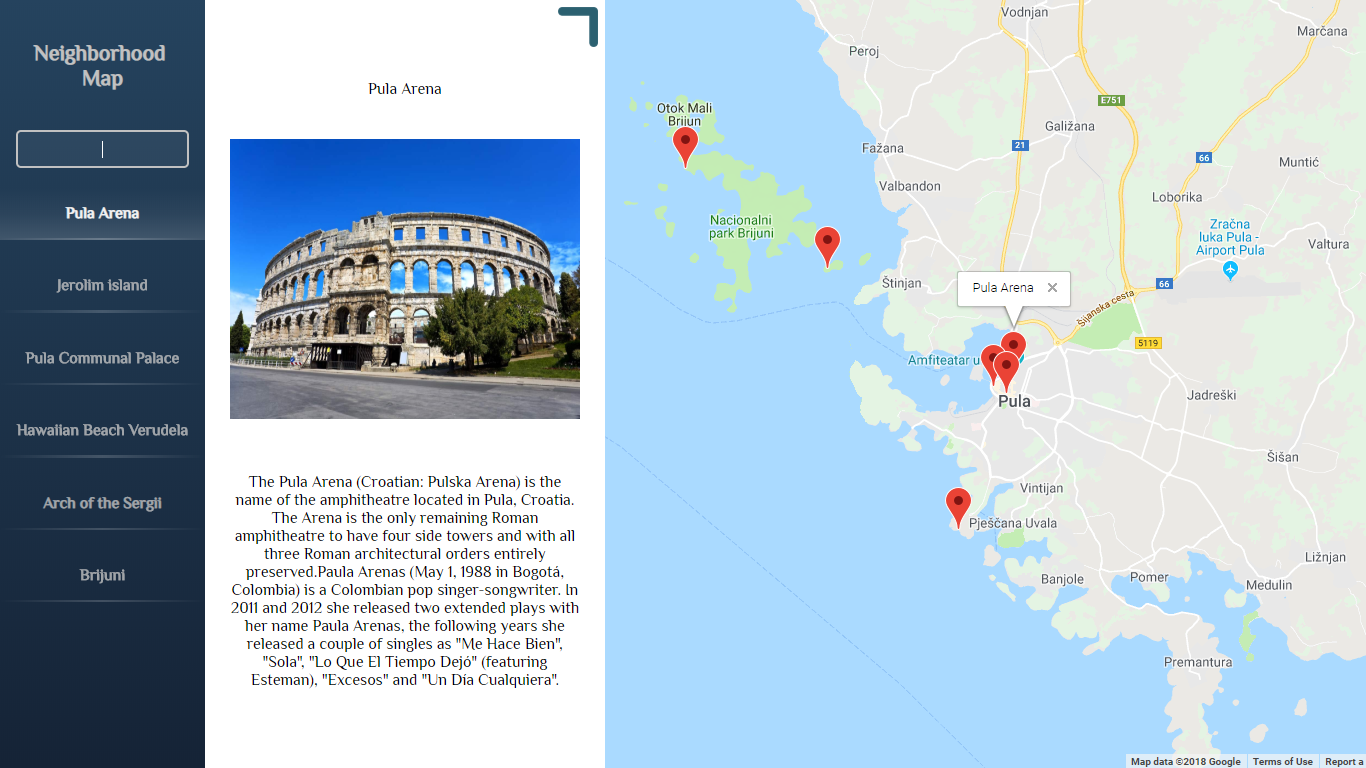 Neighborhood
Map
Pula Arena
Jerolim island
Pula Communal Palace
Hawaiian Beach Verudela
Arch of the Sergii
Brijuni
Pula Arena
The Pula Arena (Croatian: Pulska Arena) is the
name of the amphitheatre located in Pula, Croatia.
The Arena is the only remaining Roman
amphitheatre to have four side towers and with all
three Roman architectural orders entirely
preserved.Paula Arenas (May 1, 1988 in Bogotá,
Colombia) is a Colombian pop singer-songwriter. In
2011 and 2012 she released two extended plays with
her name Paula Arenas, the following years she
released a couple of singles as "Me Hace Bien",
"Sola", "Lo Que El Tiempo Dejó" (featuring
Esteman), "Excesos" and "Un Día Cualquiera".
Vodnjan
Marčana
Peroj
E751
Otok Mali
Brijun
Galižana
21
Fažana
66
Muntić
Valbandon
Loborika
Nacionalni
park Brijuni
Zračna
luka Pula -
Airport Pula
Valtura
Štinjan
66
Pula Arena
Šijanska cesta
5119
Amfiteatar u
Pula
Jadreški
Šišan
Vintijan
Pješčana Uvala
Ližnjan
Banjole
Pomer
Medulin
Premantura
Map data ©2018 Google
Terms of Use
Report a